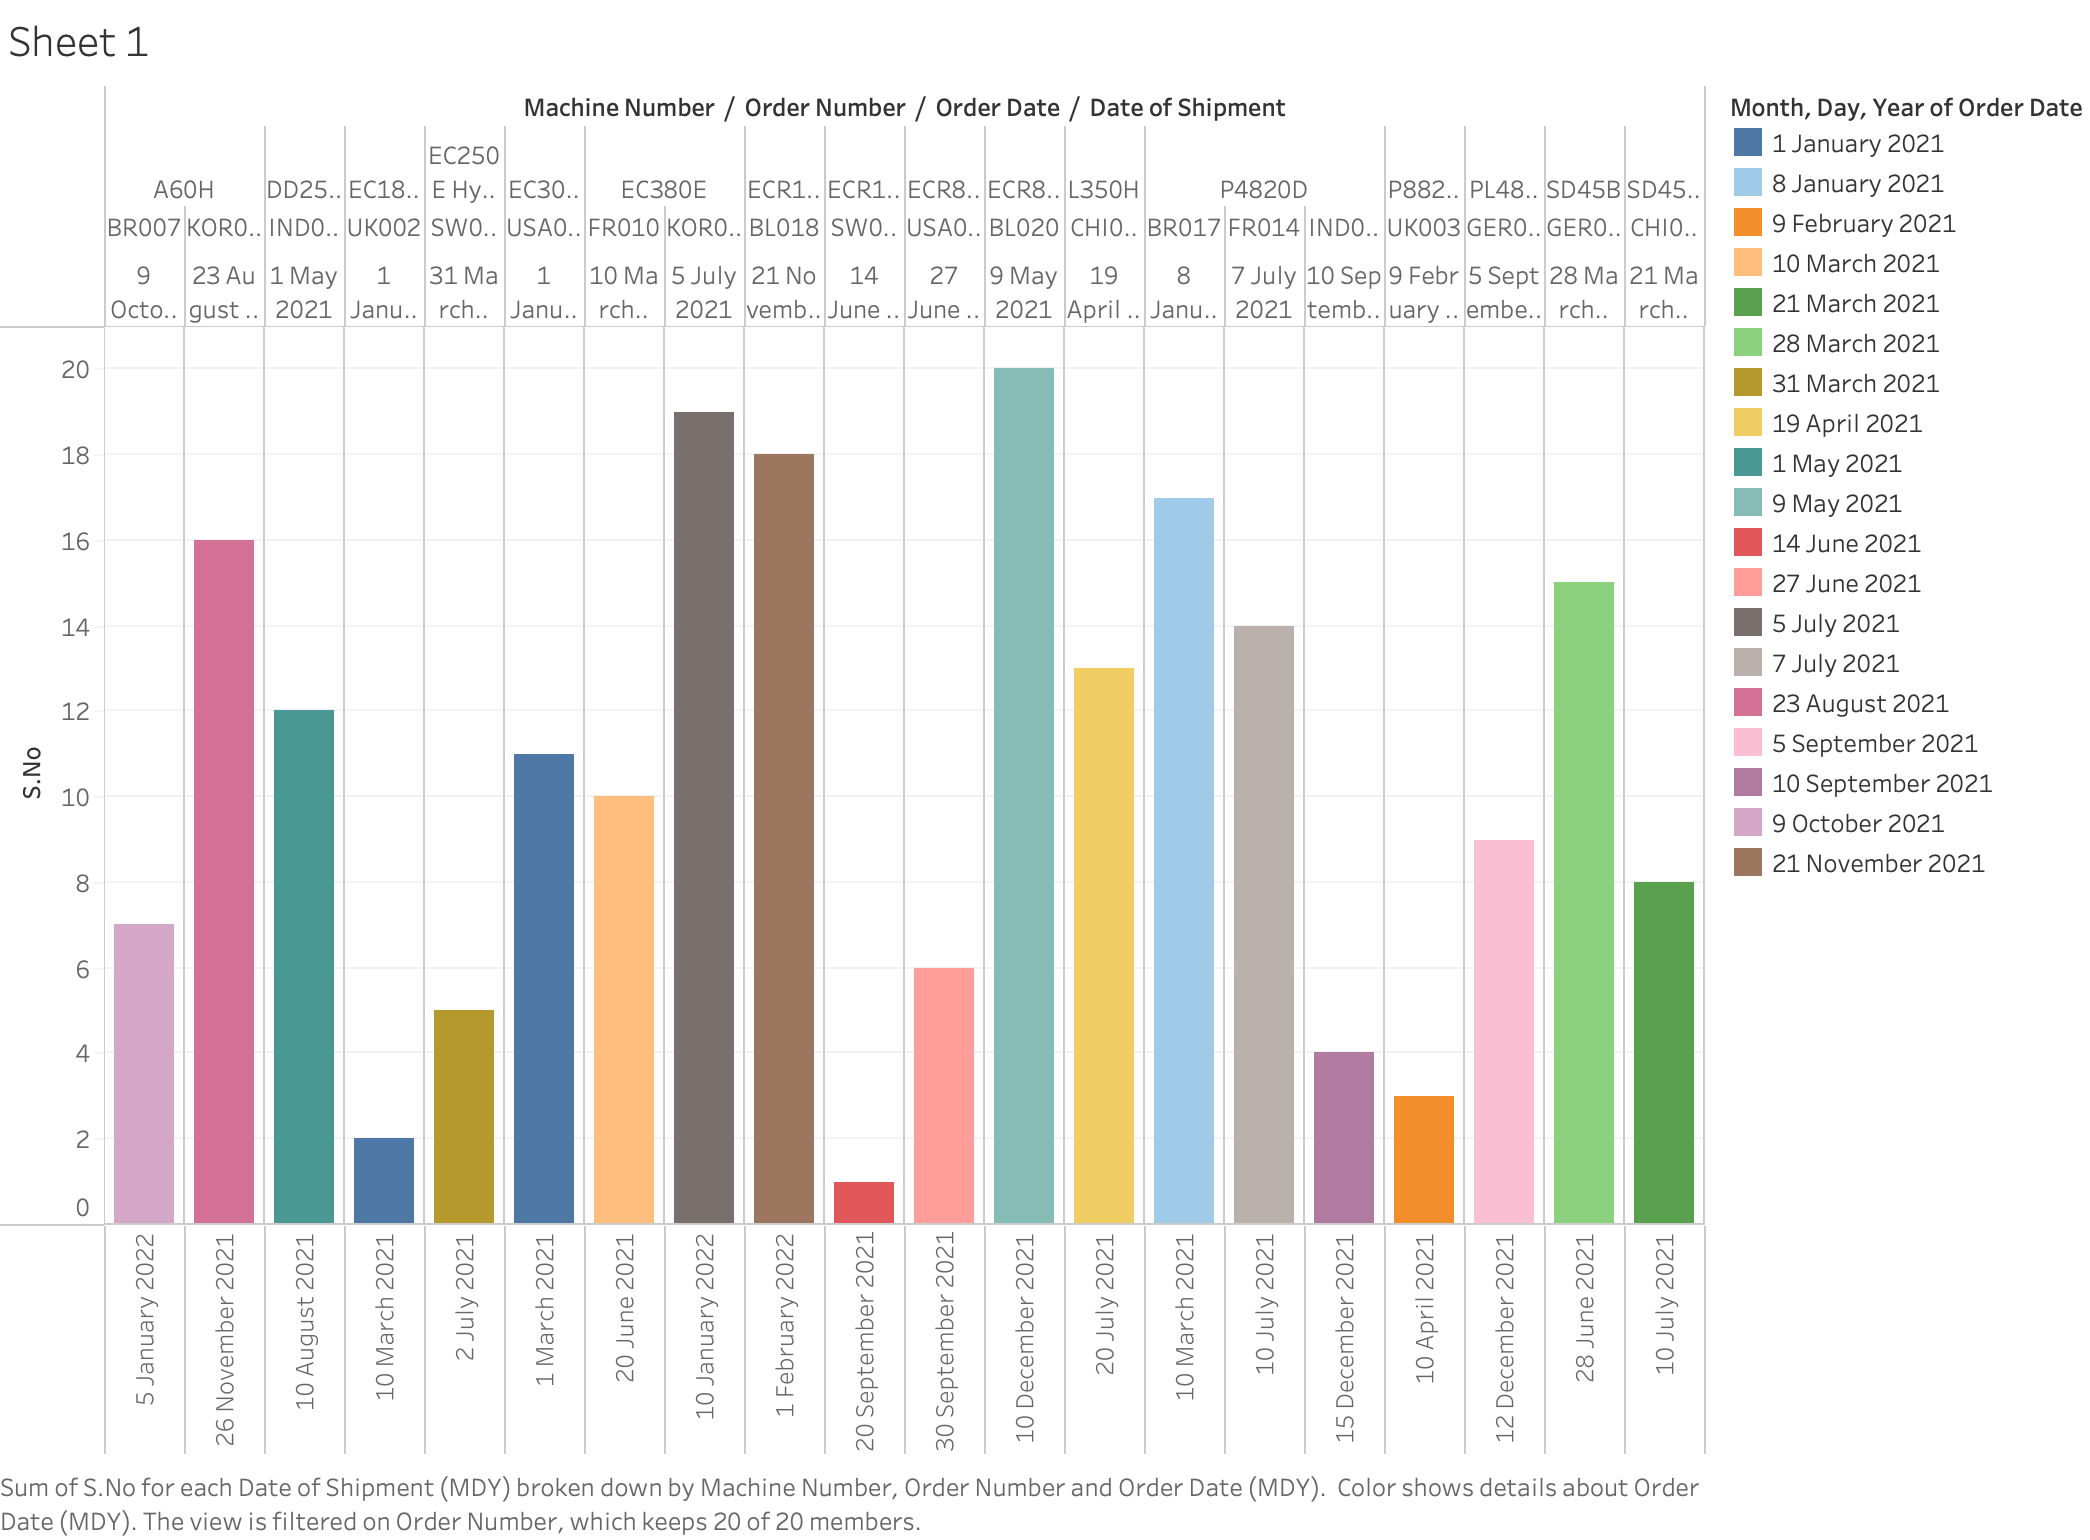 Sheet 1
Machine Number / Order Number / Order Date / Date of Shipment
EC250
A60H DD25.. EC18.. E Hy.. EC30.. EC380E ECR1.. ECR1.. ECR8.. ECR8.. L350H P4820D P882.. PL48.. SD45B SD45..
BR007 KOR0.. IND0.. UK002 SW0.. USA0.. FR010 KOR0.. BL018 SW0.. USA0.. BL020 CHI0.. BR017 FR014 IND0.. UK003 GER0.. GER0.. CHI0..
9 23 Au 1 May 1 31 Ma 1 10 Ma 5 July 21 No 14 27 9 May 19 8 7 July 10 Sep 9 Febr 5 Sept 28 Ma 21 Ma
Octo.. gust .. 2021 Janu.. rch.. Janu.. rch.. 2021 vemb.. June .. June .. 2021 April .. Janu.. 2021 temb.. uary .. embe.. rch.. rch..
20
18
16
14
12
10
8
6
4
2
0
S.No
5 January 2022
26 November 2021
10 August 2021
10 March 2021
2 July 2021
1 March 2021
20 June 2021
10 January 2022
1 February 2022
20 September 2021
30 September 2021
10 December 2021
20 July 2021
10 March 2021
10 July 2021
15 December 2021
10 April 2021
12 December 2021
28 June 2021
10 July 2021
Month, Day, Year of Order Date
1 January 2021
8 January 2021
9 February 2021
10 March 2021
21 March 2021
28 March 2021
31 March 2021
19 April 2021
1 May 2021
9 May 2021
14 June 2021
27 June 2021
5 July 2021
7 July 2021
23 August 2021
5 September 2021
10 September 2021
9 October 2021
21 November 2021
Sum of S.No for each Date of Shipment (MDY) broken down by Machine Number, Order Number and Order Date (MDY). Color shows details about Order
Date (MDY). The view is filtered on Order Number, which keeps 20 of 20 members.